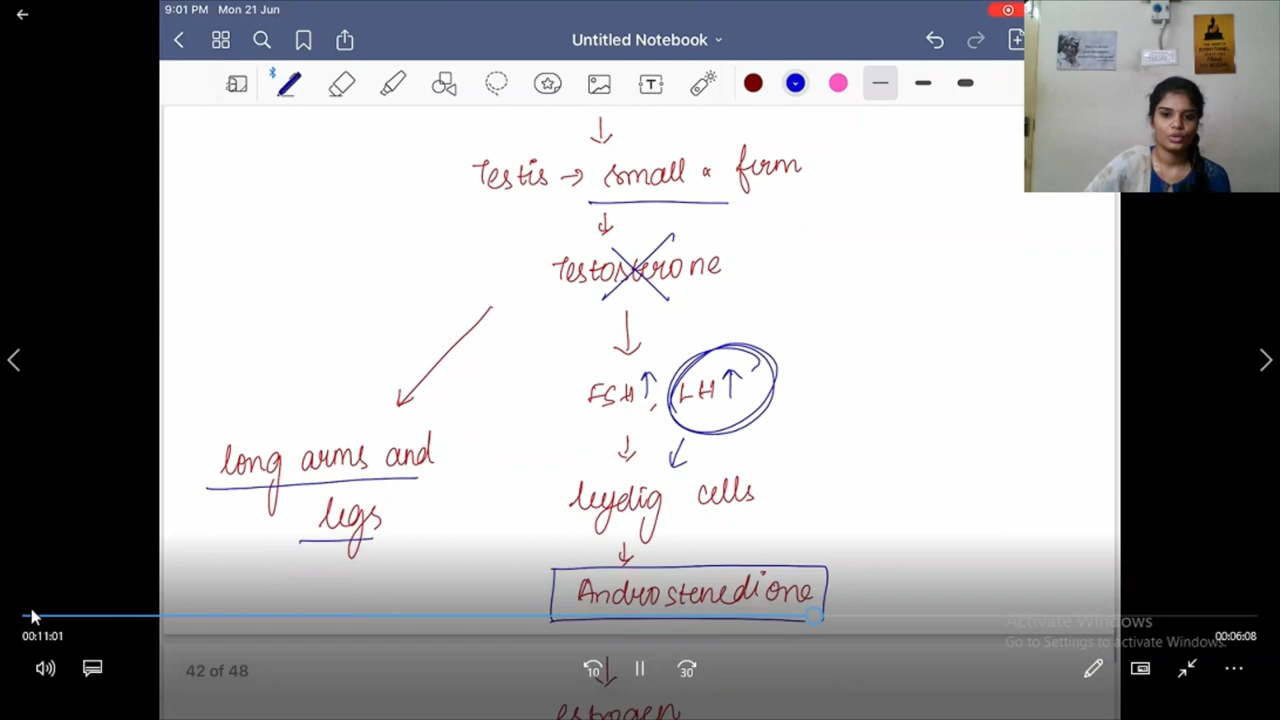 9:01 PM Mon 21 Jun
Untitled Notebook
Testis → small & firm
Testosterone
FSH↑, LH↑
long arms and
legs
leydig cells
Androstenedione
00:11:01
00:06:08
Activate Windows
Go to Settings to activate Windows.
10
30
42 of 48
estrogen